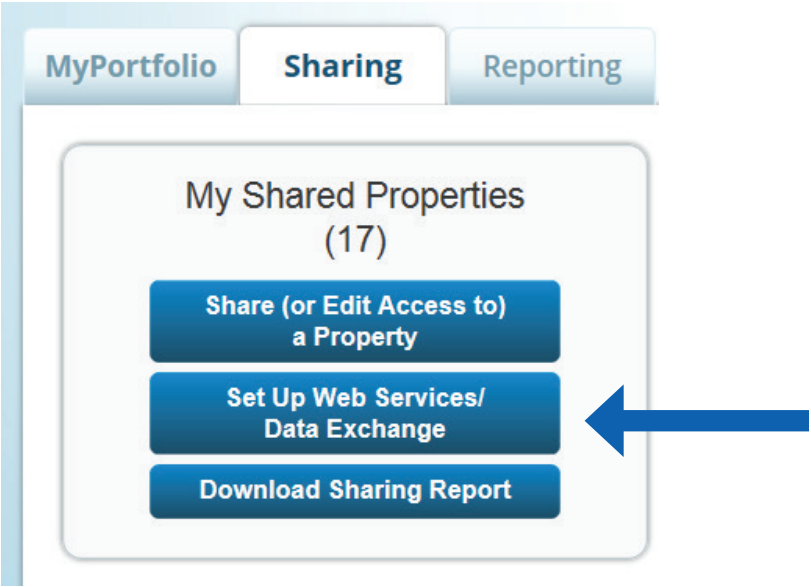 MyPortfolio Sharing Reporting
My Shared Properties
(17)
Share (or Edit Access to)
a Property
Set Up Web Services/
Data Exchange
Download Sharing Report